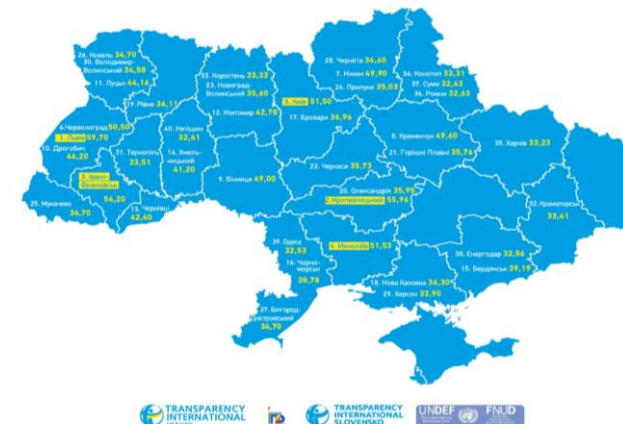 26. Ковель 34,70
30. Володимир-
Волинський 34,58
11. Луцьк 44,16
19. Рівне 36,11
33. Коростень 33,33
23. Новоград-
Волинський 35,60
12. Житомир 42,78
5. Київ 51,50
17. Бровари 36,96
28. Чернігів 34,60
7. Ніжин 49,90
24. Прилуки 35,03
34. Конотоп 33,31
37. Суми 32,63
36. Ромни 32,63
6.Червоноград 50,50
1. Львів 59,70
10. Дрогобич
46,20
31. Тернопіль
33,51
40. Нетішин
32,41
14. Хмель-
ницький
41,20
3. Івано-
Франківськ
54,20
25. Мукачево
34,70
13. Чернівці
42,40
9. Вінниця 49,00
22. Черкаси 35,73
8. Кременчук 49,60
21. Горішні Плавні 35,76
35. Харків 33,23
20. Олександрія 35,95
2.Кропивницький 55,96
32.Краматорськ
33,41
39. Одеса
32,53
16. Чорно-
морськ
38,78
4. Миколаїв 51,53
38. Енергодар 32,56
15. Бердянськ 39,19
18. Нова Каховка 36,30
29. Херсон 33,90
27. Білгород-
Дністровський
34,70
TRANSPARENCY
INTERNATIONAL
TRANSPARENCY
INTERNATIONAL
SLOVENSKO
UNDEF
FNUD